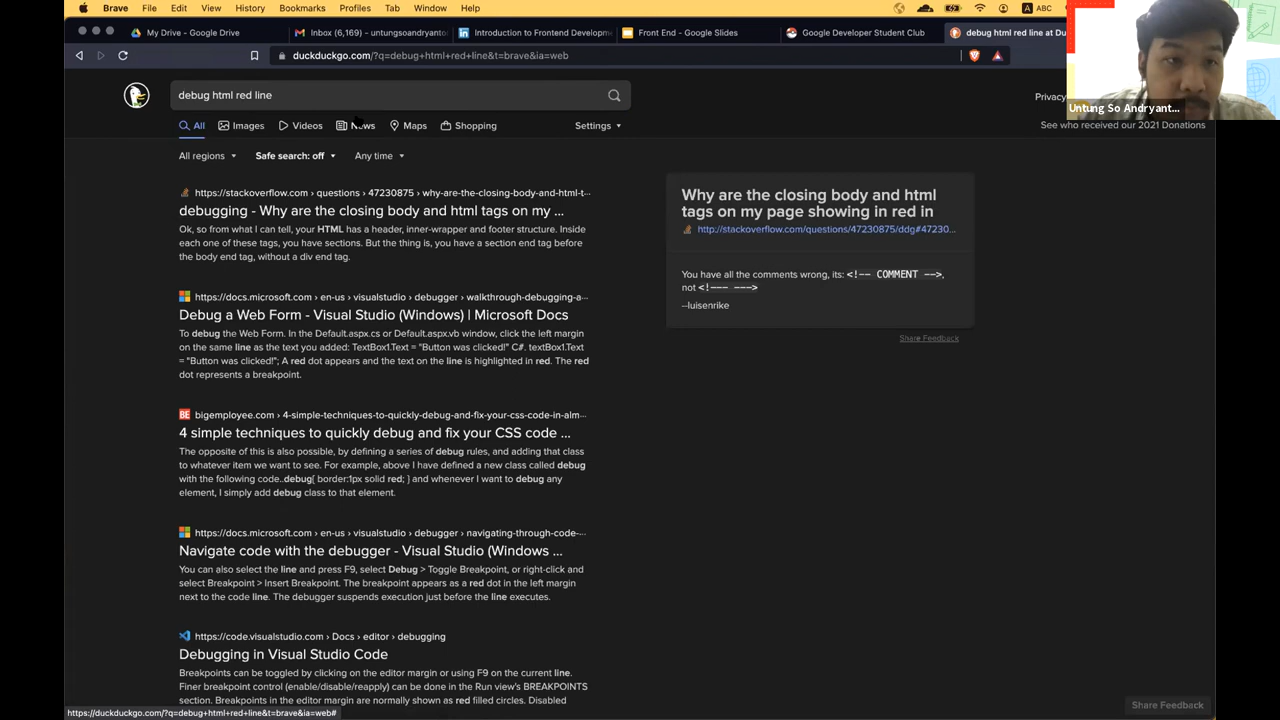 Brave File Edit View History Bookmarks Profiles Tab Window Help
A ABC
My Drive - Google Drive
Inbox (6,169) - untungsoandryanto
Introduction to Frontend Developm
Front End - Google Slides
Google Developer Student Club
debug html red line at Du
duckduckgo.com/?q=debug+html+red+line&t=brave&ia=web
Untung So Andryant...
debug html red line
Privacy
All Images Videos News Maps Shopping Settings
See who received our 2021 Donations
All regions Safe search: off Any time
https://stackoverflow.com › questions › 47230875 › why-are-the-closing-body-and-html-t...
debugging - Why are the closing body and html tags on my ...
Ok, so from what I can tell, your HTML has a header, inner-wrapper and footer structure. Inside
each one of these tags, you have sections. But the thing is, you have a section end tag before
the body end tag, without a div end tag.
https://docs.microsoft.com › en-us › visualstudio › debugger › walkthrough-debugging-a...
Debug a Web Form - Visual Studio (Windows) | Microsoft Docs
To debug the Web Form. In the Default.aspx.cs or Default.aspx.vb window, click the left margin
on the same line as the text you added: TextBox1.Text = "Button was clicked!" C#. textBox1.Text
= "Button was clicked!"; A red dot appears and the text on the line is highlighted in red. The red
dot represents a breakpoint.
BE bigemployee.com › 4-simple-techniques-to-quickly-debug-and-fix-your-css-code-in-alm...
4 simple techniques to quickly debug and fix your CSS code ...
The opposite of this is also possible, by defining a series of debug rules, and adding that class
to whatever item we want to see. For example, above I have defined a new class called debug
with the following code..debug{ border:1px solid red; } and whenever I want to debug any
element, I simply add debug class to that element.
https://docs.microsoft.com › en-us › visualstudio › debugger › navigating-through-code-...
Navigate code with the debugger - Visual Studio (Windows ...
You can also select the line and press F9, select Debug > Toggle Breakpoint, or right-click and
select Breakpoint > Insert Breakpoint. The breakpoint appears as a red dot in the left margin
next to the code line. The debugger suspends execution just before the line executes.
https://code.visualstudio.com › Docs › editor › debugging
Debugging in Visual Studio Code
Breakpoints can be toggled by clicking on the editor margin or using F9 on the current line.
Finer breakpoint control (enable/disable/reapply) can be done in the Run view's BREAKPOINTS
section. Breakpoints in the editor margin are normally shown as red filled circles. Disabled
Why are the closing body and html
tags on my page showing in red in
http://stackoverflow.com/questions/47230875/ddg#47230...
You have all the comments wrong, its: <!-- COMMENT -->,
not <!--- --->
--luisenrike
Share Feedback
Share Feedback
https://duckduckgo.com/?q=debug+html+red+line&t=brave&ia=web#